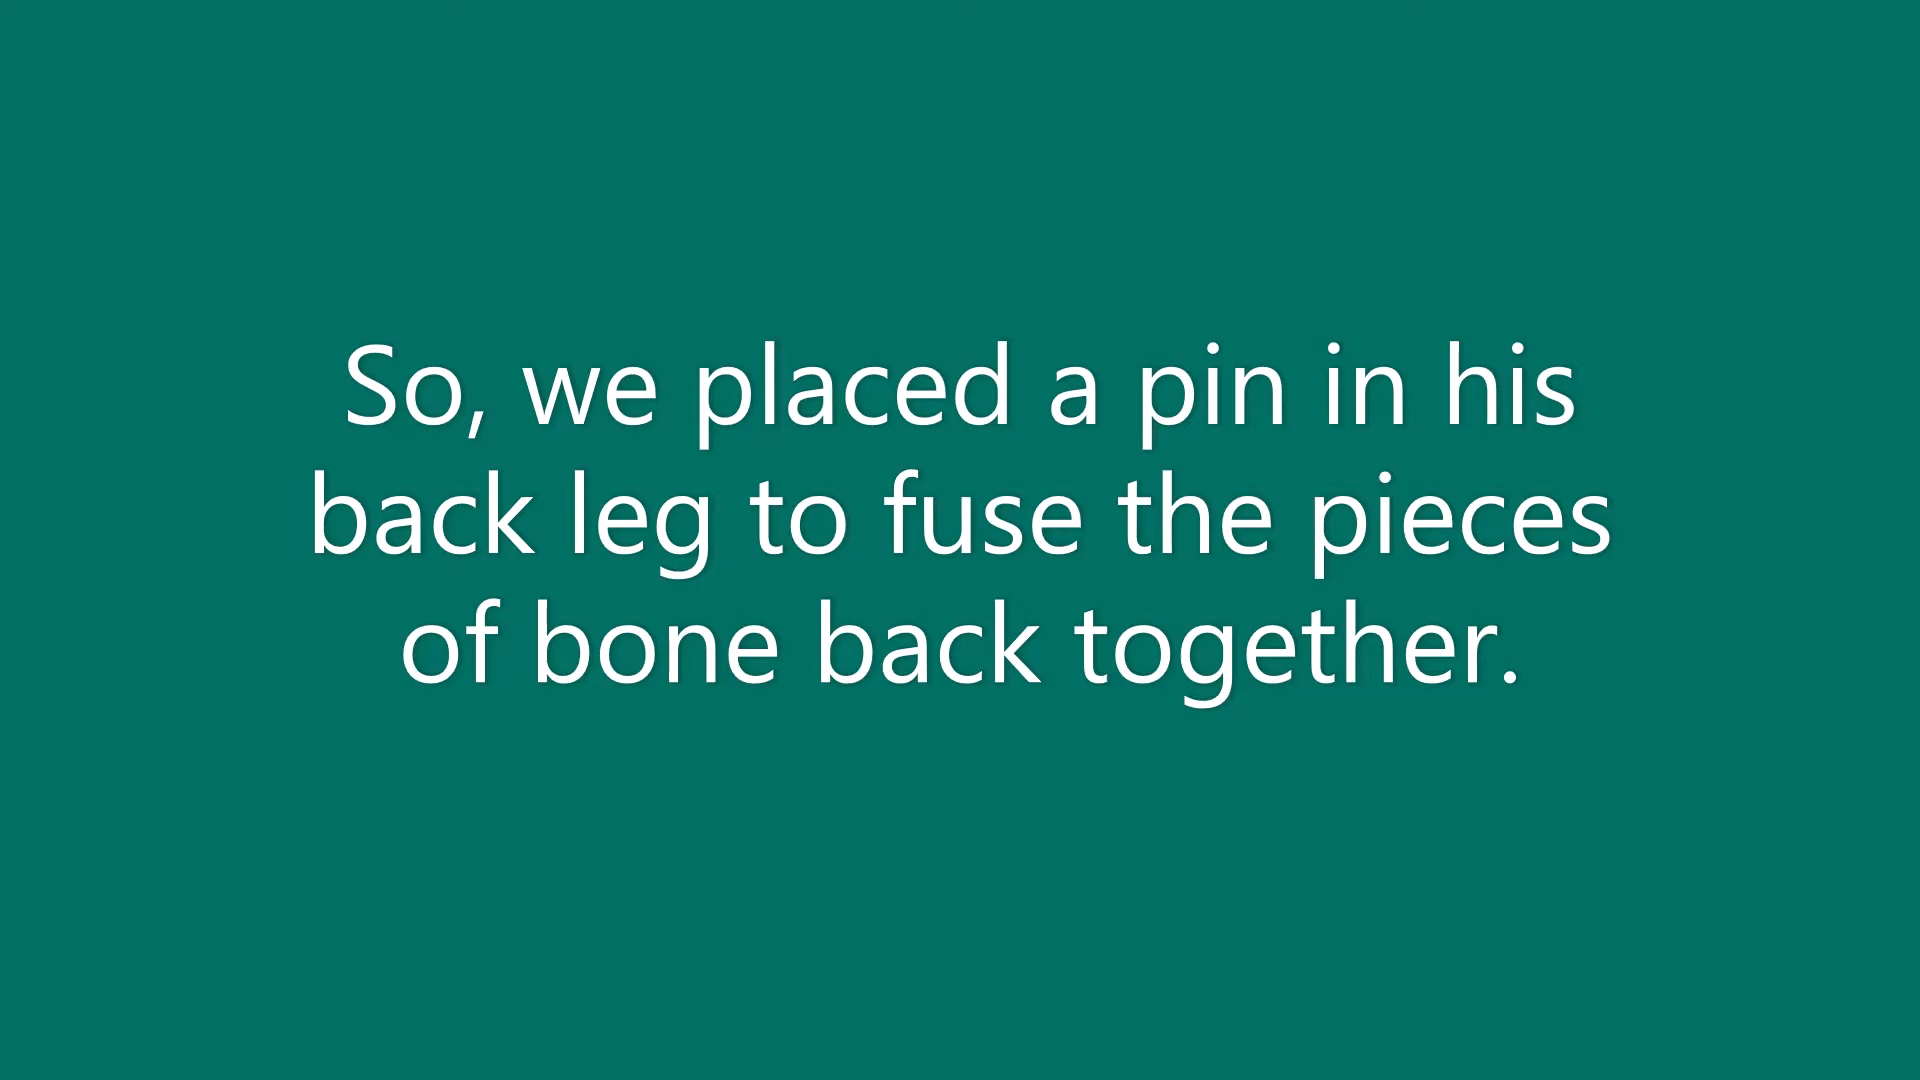 So, we placed a pin in his
back leg to fuse the pieces
of bone back together.